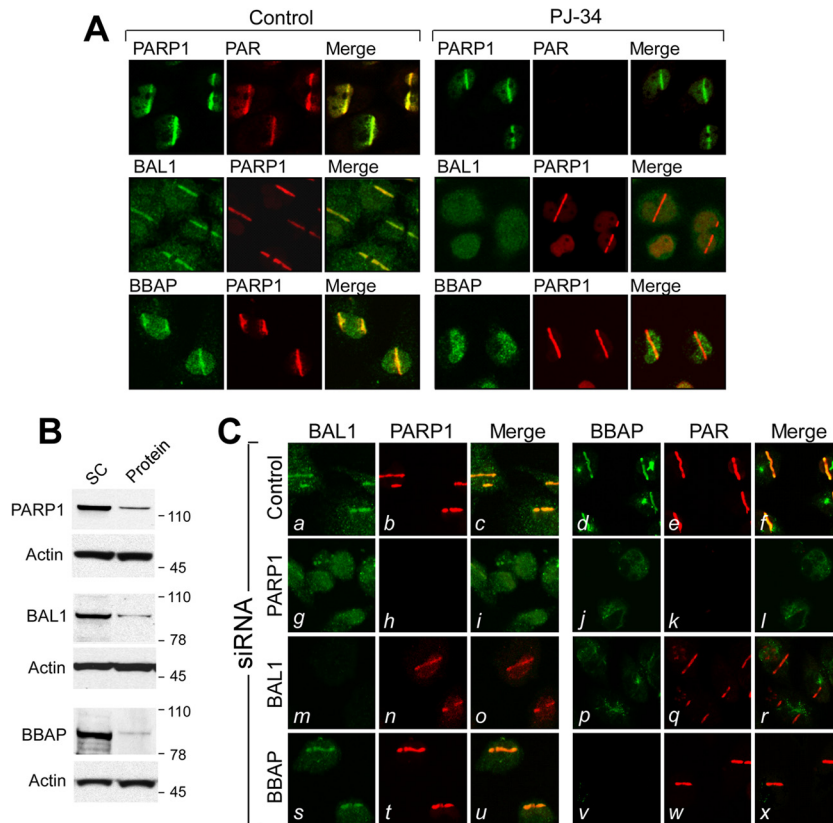 A
Control PJ-34
PARP1 PAR Merge PARP1 PAR Merge
BAL1 PARP1 Merge BAL1 PARP1 Merge
BBAP PARP1 Merge BBAP PARP1 Merge
B
SC Protein
PARP1
110
Actin
45
110
BAL1
78
Actin
45
110
BBAP
78
Actin
45
C
BAL1 PARP1 Merge BBAP PAR Merge
siRNA
Control
a b c d e f
PARP1
g h i j k l
BAL1
m n o p q r
BBAP
s t u v w x